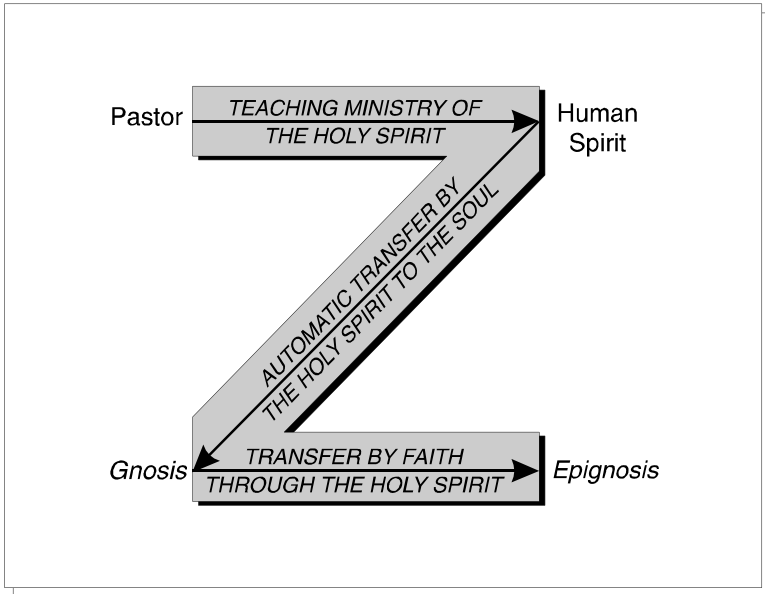 Pastor
TEACHING MINISTRY OF
THE HOLY SPIRIT
Human
Spirit
AUTOMATIC TRANSFER BY
THE HOLY SPIRIT TO THE SOUL
Gnosis
TRANSFER BY FAITH
THROUGH THE HOLY SPIRIT
Epignosis